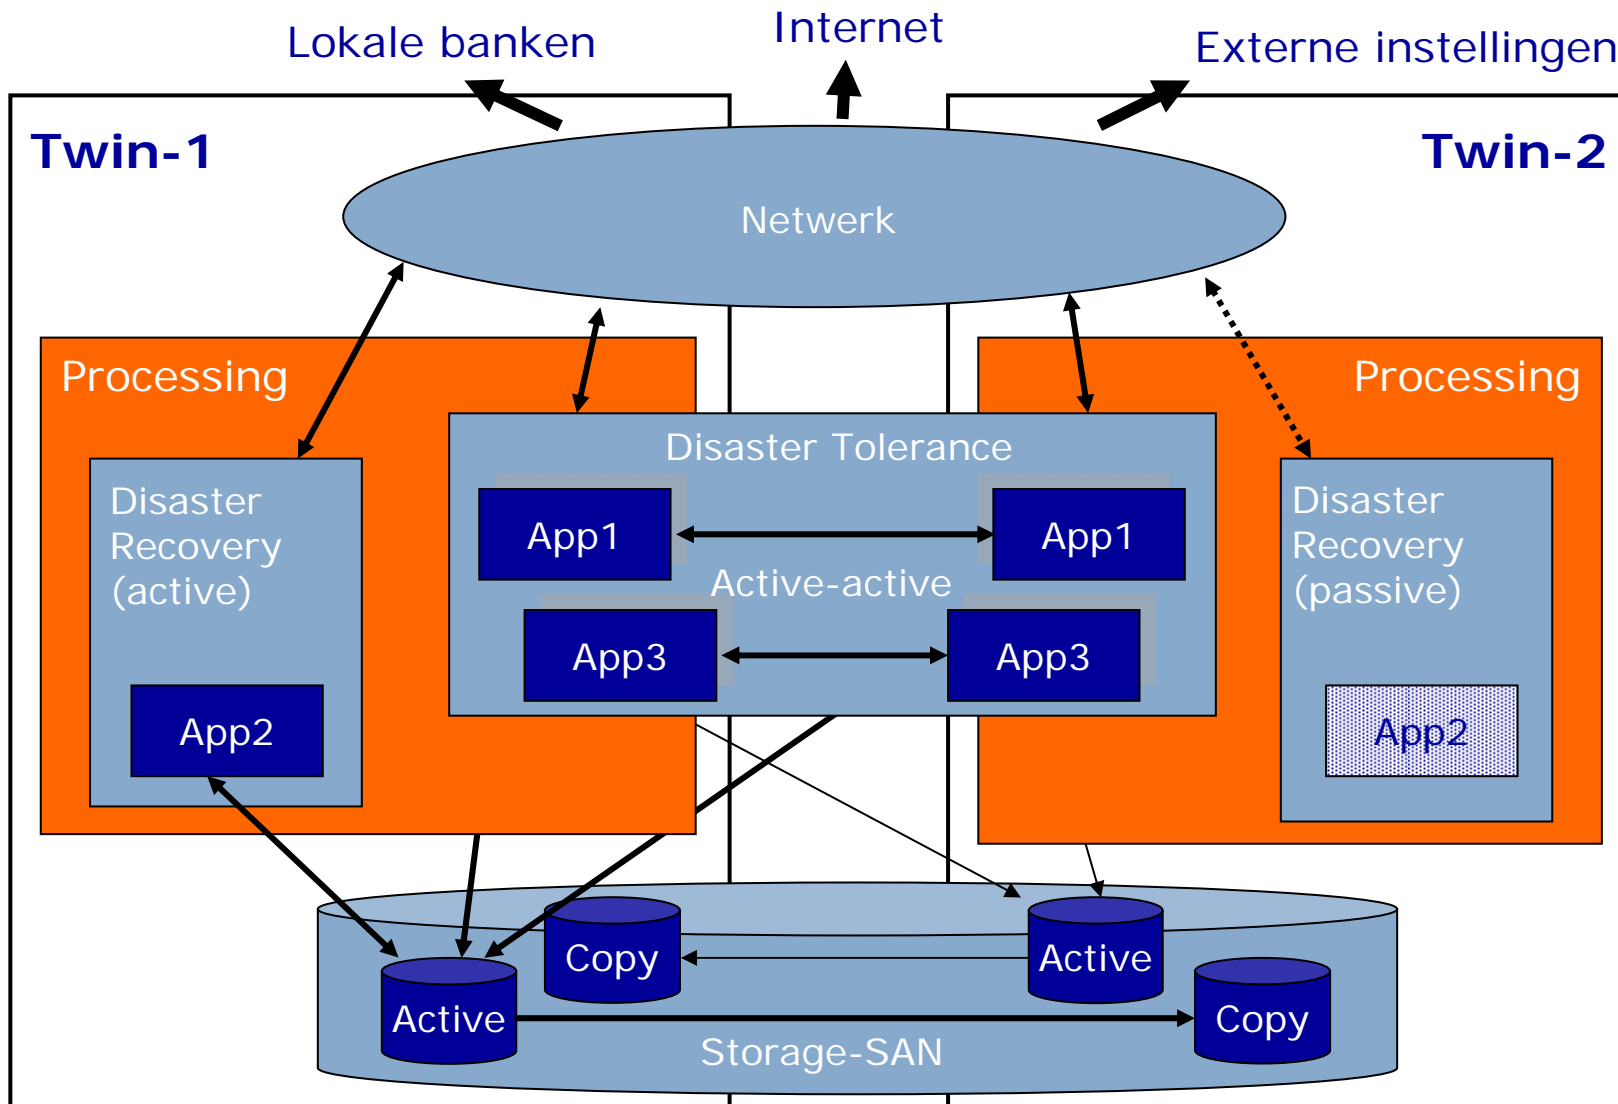 Lokale banken
Internet
Externe instellingen
Twin-1
Twin-2
Netwerk
Processing
Processing
Disaster Tolerance
Disaster
Recovery
(active)
App1
App1
Active-active
App3
App3
Disaster
Recovery
(passive)
App2
App2
Copy
Active
Active
Copy
Storage-SAN